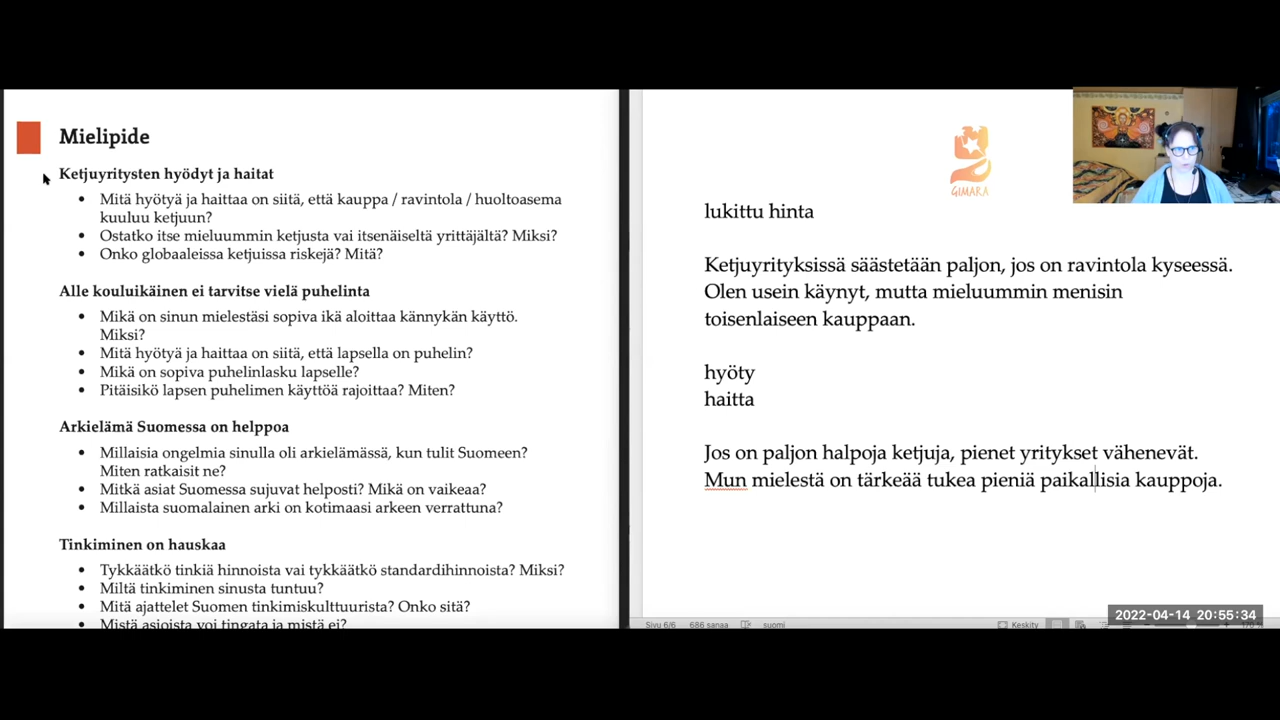 Mielipide
Ketjuyritysten hyödyt ja haitat
• Mitä hyötyä ja haittaa on siitä, että kauppa / ravintola / huoltoasema
kuuluu ketjuun?
• Ostatko itse mieluummin ketjusta vai itsenäiseltä yrittäjältä? Miksi?
• Onko globaaleissa ketjuissa riskejä? Mitä?
Alle kouluikäinen ei tarvitse vielä puhelinta
• Mikä on sinun mielestäsi sopiva ikä aloittaa kännykän käyttö.
Miksi?
• Mitä hyötyä ja haittaa on siitä, että lapsella on puhelin?
• Mikä on sopiva puhelinlasku lapselle?
• Pitäisikö lapsen puhelimen käyttöä rajoittaa? Miten?
Arkielämä Suomessa on helppoa
• Millaisia ongelmia sinulla oli arkielämässä, kun tulit Suomeen?
Miten ratkaisit ne?
• Mitkä asiat Suomessa sujuvat helposti? Mikä on vaikeaa?
• Millaista suomalainen arki on kotimaasi arkeen verrattuna?
Tinkiminen on hauskaa
• Tykkäätkö tinkiä hinnoista vai tykkäätkö standardihinnoista? Miksi?
• Miltä tinkiminen sinusta tuntuu?
• Mitä ajattelet Suomen tinkimiskulttuurista? Onko sitä?
• Mistä asioista voi tingata ja mistä ei?
GIMARA
lukittu hinta
Ketjuyrityksissä säästetään paljon, jos on ravintola kyseessä.
Olen usein käynyt, mutta mieluummin menisin
toisenlaiseen kauppaan.
hyöty
haitta
Jos on paljon halpoja ketjuja, pienet yritykset vähenevät.
Mun mielestä on tärkeää tukea pieniä paikallisia kauppoja.
2022-04-14 20:55:34
Sivu 6/6 686 sanaa suomi Keskity